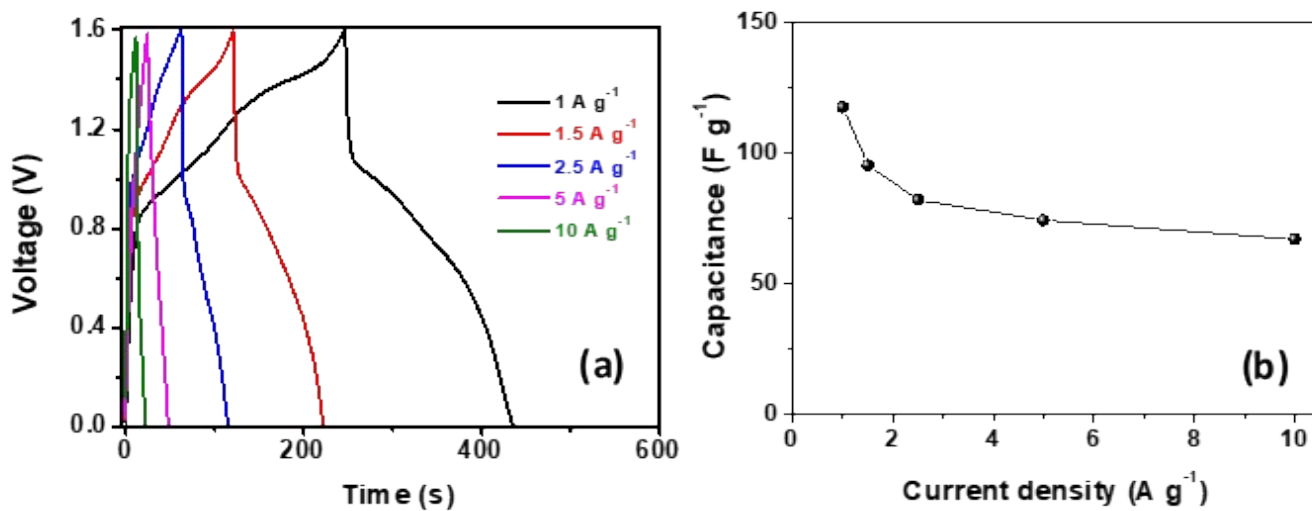 1.6
1.2
0.8
0.4
0.0
Voltage (V)
1 A g⁻¹
1.5 A g⁻¹
2.5 A g⁻¹
5 A g⁻¹
10 A g⁻¹
(a)
0
200
400
600
Time (s)
150
100
50
0
Capacitance (F g⁻¹)
(b)
0
2
4
6
8
10
Current density (A g⁻¹)